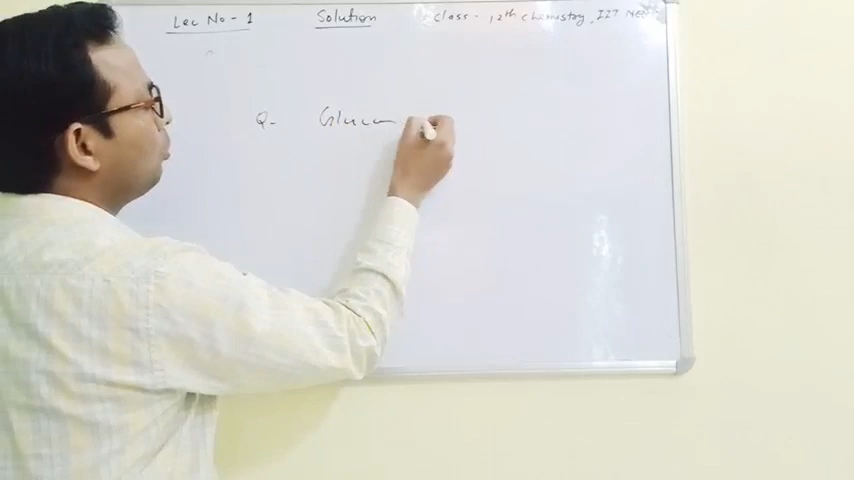 Lec No - 1 Solution Class - 12th Chemistry, IIT NEET
Q-